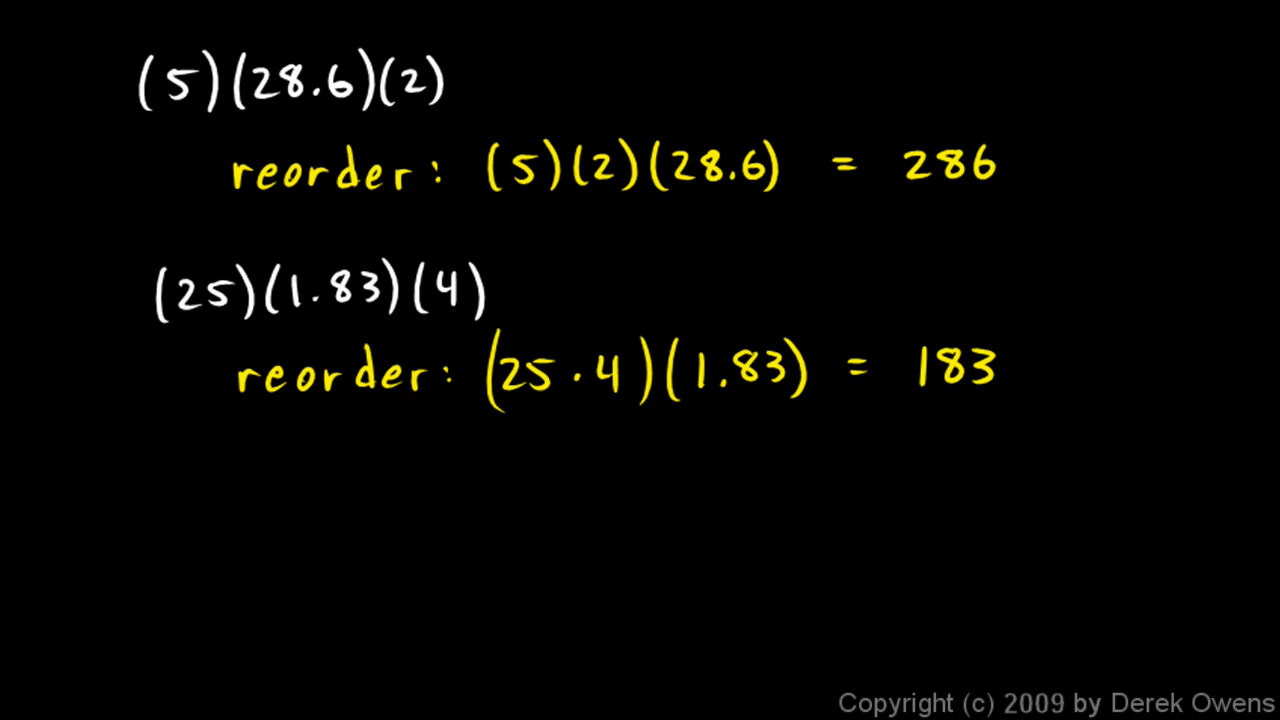 (5)(28.6)(2)
reorder: (5)(2)(28.6) = 286
(25)(1.83)(4)
reorder: (25 · 4)(1.83) = 183
Copyright (c) 2009 by Derek Owens